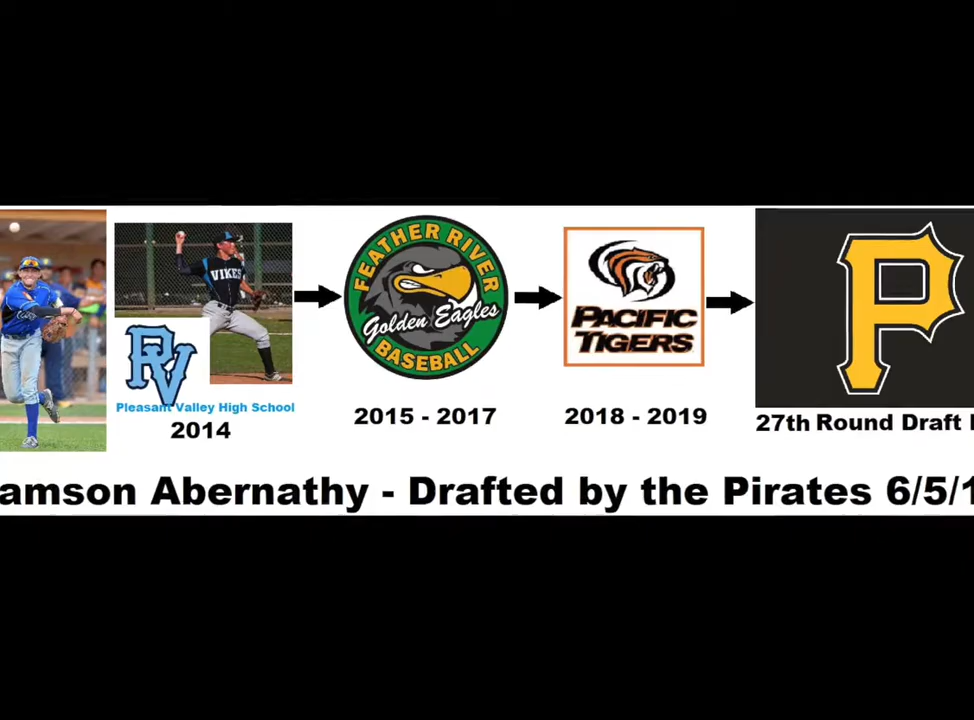 VIKES
PV
Pleasant Valley High School
2014
FEATHER RIVER
Golden Eagles
BASEBALL
2015 - 2017
PACIFIC
TIGERS
2018 - 2019
P
27th Round Draft
amson Abernathy - Drafted by the Pirates 6/5/1